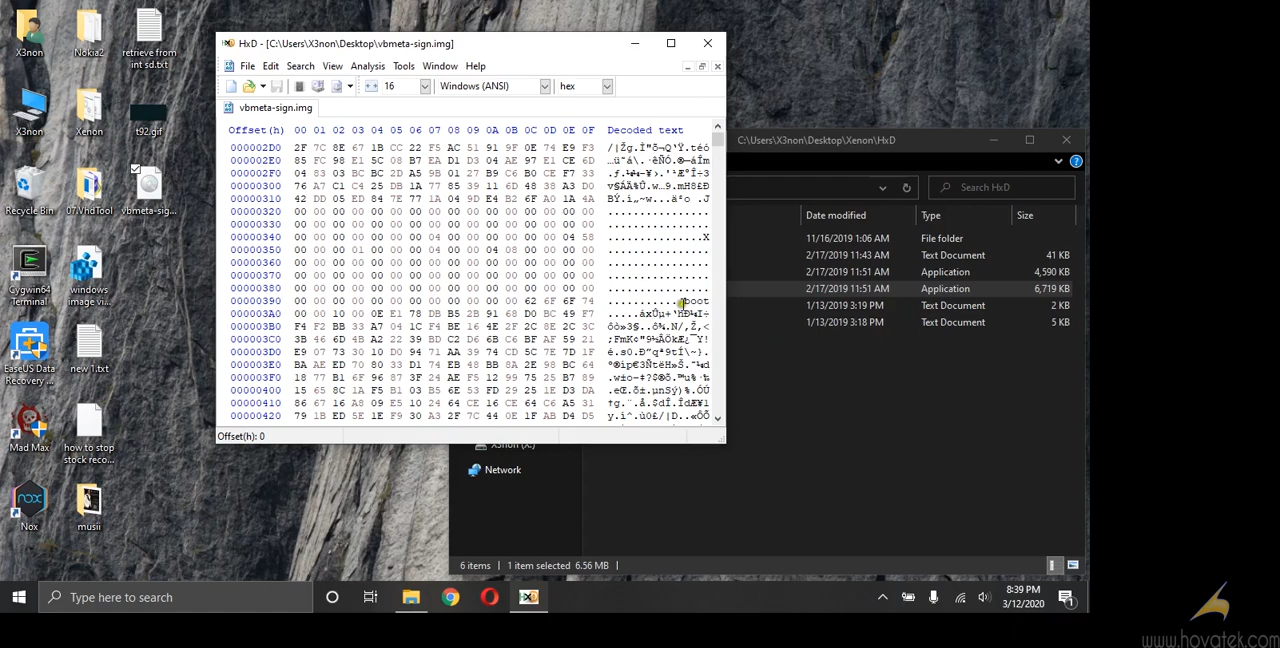 X3non
Nokia2
retrieve from
int sd.txt
X3non
Xenon
t92.gif
Recycle Bin
07.VhdTool
vbmeta-sig...
Cygwin64
Terminal
windows
image vi...
EaseUS Data
Recovery ...
new 1.txt
Mad Max
how to stop
stock reco...
Nox
musii
HxD - [C:\Users\X3non\Desktop\vbmeta-sign.img]
File Edit Search View Analysis Tools Window Help
16 Windows (ANSI) hex
vbmeta-sign.img
Offset(h) 00 01 02 03 04 05 06 07 08 09 0A 0B 0C 0D 0E 0F Decoded text
000002D0 2F 7C 8E 67 1B CC 22 F5 AC 51 91 9F 0E 74 E9 F3
000002E0 85 FC 98 E1 5C 08 B7 EA D1 D3 04 AE 97 E1 CE 6D
000002F0 04 83 03 BC BC 2D A5 9B 01 27 B9 C6 B0 CE F7 33
00000300 76 A7 C1 C4 25 DB 1A 77 85 39 11 6D 48 38 A3 D0
00000310 42 DD 05 ED 84 7E 77 1A 04 9D E4 B2 6F A0 1A 4A
00000320 00 00 00 00 00 00 00 00 00 00 00 00 00 00 00 00 ................
00000330 00 00 00 00 00 00 00 00 00 00 00 00 00 00 00 00 ................
00000340 00 00 00 00 00 00 00 04 00 00 00 00 00 00 04 58 ...............X
00000350 00 00 00 00 00 00 04 00 00 00 04 08 00 00 00 00 ................
00000360 00 00 00 00 00 00 00 00 00 00 00 00 00 00 00 00 ................
00000370 00 00 00 00 00 00 00 00 00 00 00 00 00 00 00 00 ................
00000380 00 00 00 00 00 00 00 00 00 00 00 00 00 00 00 00 ................
00000390 00 00 00 00 00 00 00 00 00 00 00 00 62 6F 6F 74 ............boot
000003A0 00 00 10 00 0E E1 78 DB B5 2B 91 68 D0 BC 49 F7
000003B0 F4 F2 BB 33 A7 04 1C F4 BE 16 4E 2F 2C 8E 2C 3C
000003C0 3B 46 6D 4B A2 22 39 BD C2 D6 6B C6 BF AF 59 21
000003D0 E9 07 73 30 10 D0 94 71 AA 39 74 CD 5C 7E 7D 1F
000003E0 BA AE ED 70 80 33 D1 74 EB 48 BB 8A 2E 98 BC 64
000003F0 18 77 B1 6F 96 87 3F 24 AE F5 12 99 75 25 B7 89
00000400 15 65 8C 1A F5 B1 03 B5 6E 53 FD 29 25 1E D3 DA
00000410 86 67 16 A8 09 E5 10 24 64 CE 16 CE 64 C6 A5 31
00000420 79 1B ED 5E 1E F9 30 A3 2F 7C 44 0E 1F AB D4 D5
Offset(h): 0
C:\Users\X3non\Desktop\Xenon\HxD
Search HxD
Date modified Type Size
11/16/2019 1:06 AM File folder
2/17/2019 11:43 AM Text Document 41 KB
2/17/2019 11:51 AM Application 4,590 KB
2/17/2019 11:51 AM Application 6,719 KB
1/13/2019 3:19 PM Text Document 2 KB
1/13/2019 3:18 PM Text Document 5 KB
X3non (X:)
Network
6 items 1 item selected 6.56 MB
Type here to search
8:39 PM
3/12/2020
www.hovatek.com